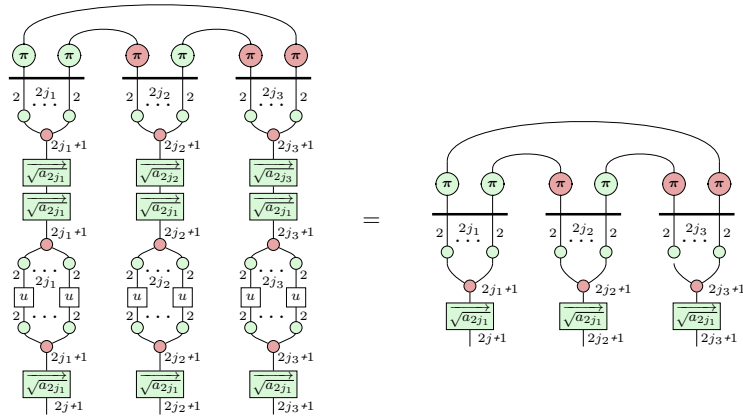 π π π π π π
2 2j₁ ··· 2 2 2j₂ ··· 2 2 2j₃ ··· 2
2j₁+1 2j₂+1 2j₃+1
√a₂ⱼ₁ √a₂ⱼ₂ √a₂ⱼ₃
√a₂ⱼ₁ √a₂ⱼ₁ √a₂ⱼ₁
2j₁+1 2j₂+1 2j₃+1
2 ··· 2j₁ 2 2 ··· 2j₂ 2 2 ··· 2j₃ 2
u u u u u u
2 ··· 2 2 ··· 2 2 ··· 2
2j₁+1 2j₂+1 2j₃+1
√a₂ⱼ₁ √a₂ⱼ₁ √a₂ⱼ₁
2j+1 2j₂+1 2j₃+1
=
π π π π π π
2 2j₁ ··· 2 2 2j₂ ··· 2 2 2j₃ ··· 2
2j₁+1 2j₂+1 2j₃+1
√a₂ⱼ₁ √a₂ⱼ₁ √a₂ⱼ₁
2j+1 2j₂+1 2j₃+1